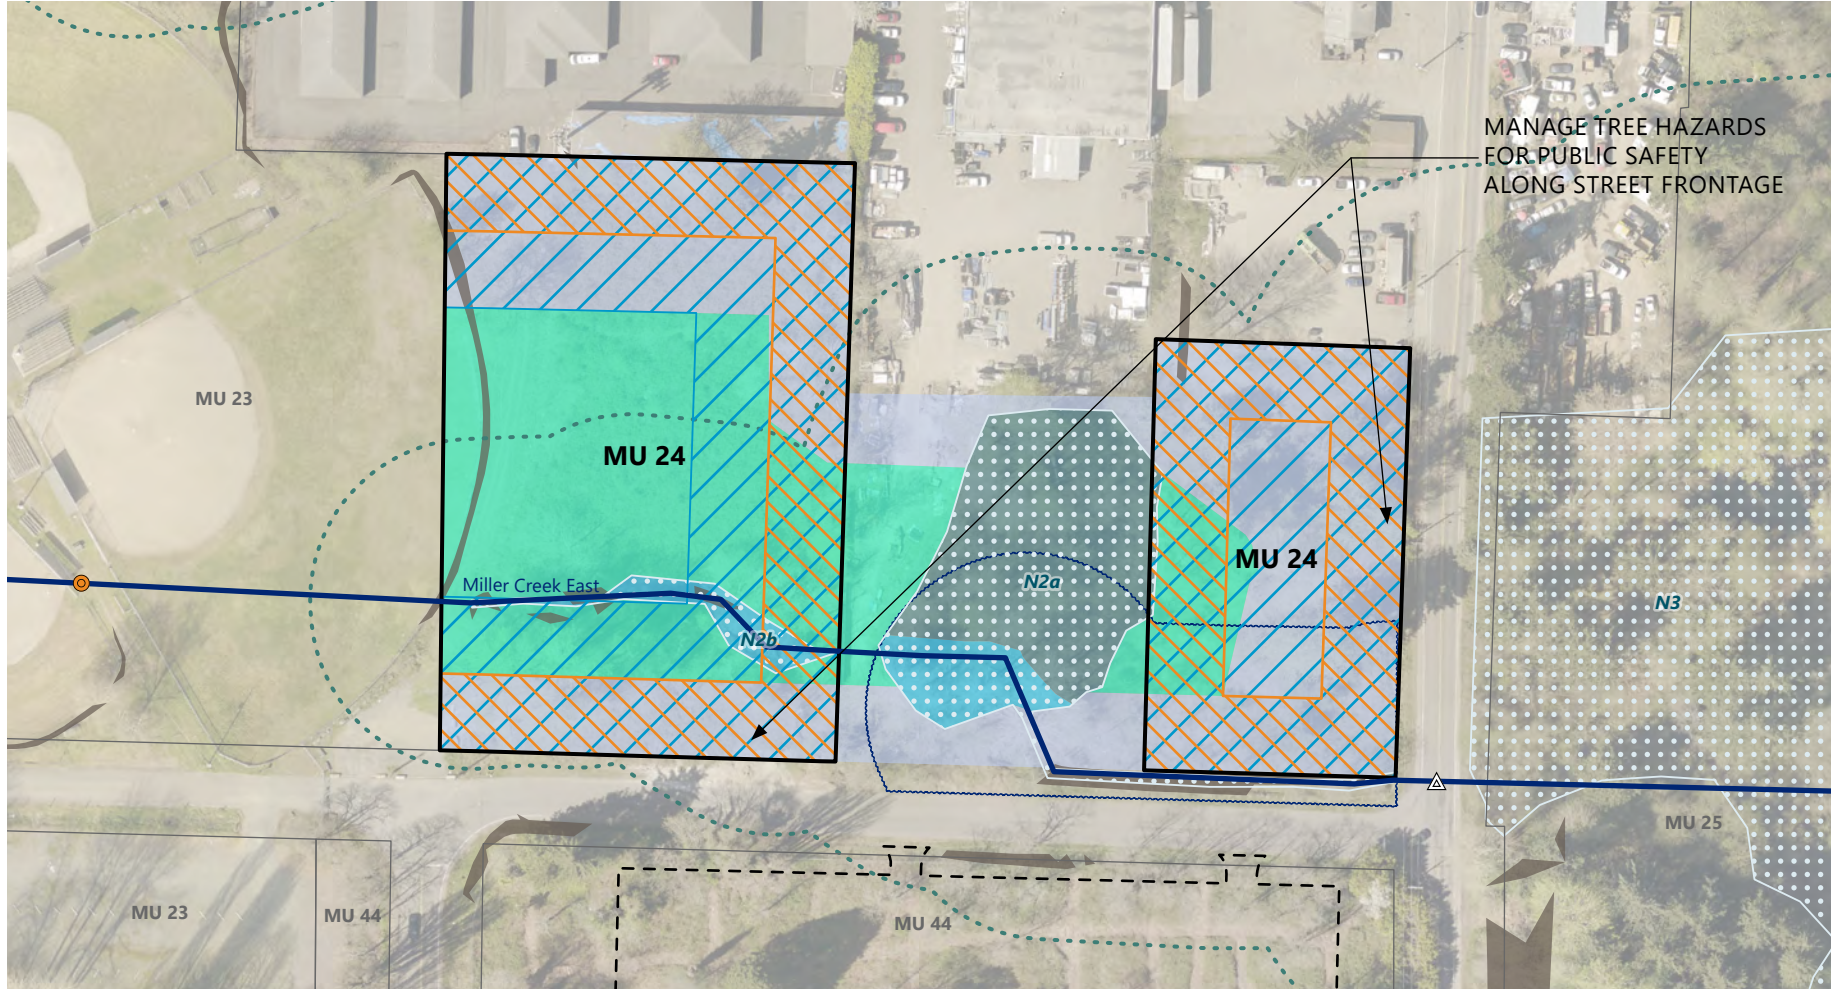 MANAGE TREE HAZARDS
FOR PUBLIC SAFETY
ALONG STREET FRONTAGE
MU 23
MU 24
MU 24
Miller Creek East
N2a
N3
N2b
MU 25
MU 23
MU 44
MU 44